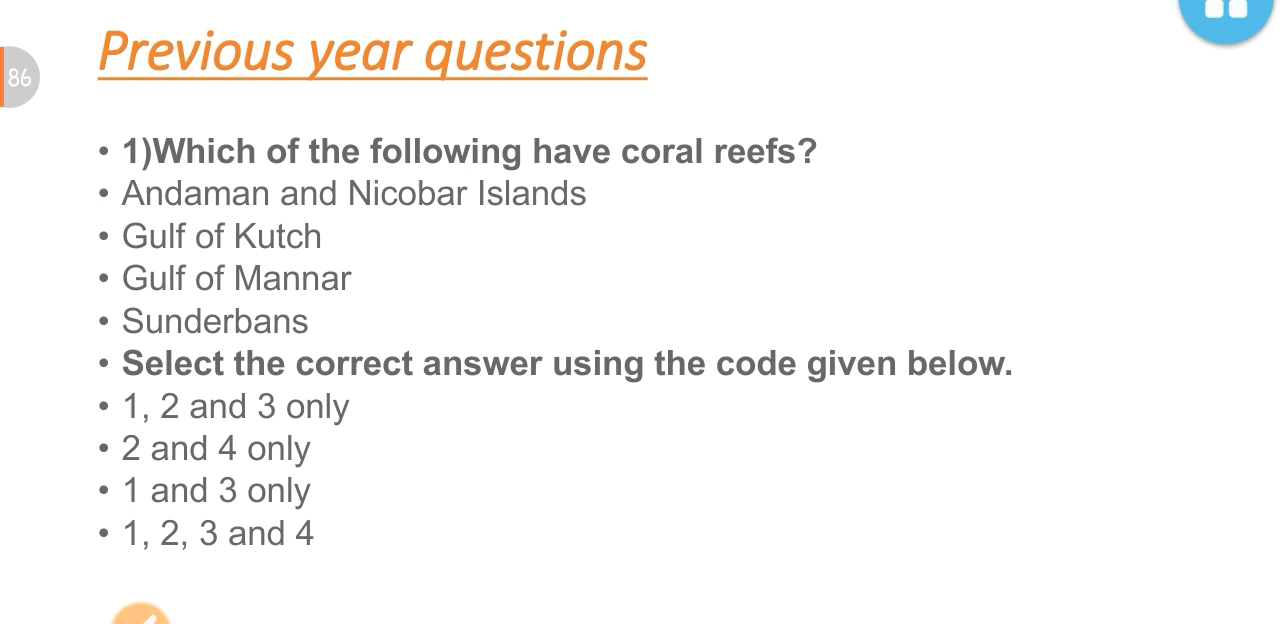 Previous year questions
86
• 1)Which of the following have coral reefs?
• Andaman and Nicobar Islands
• Gulf of Kutch
• Gulf of Mannar
• Sunderbans
• Select the correct answer using the code given below.
• 1, 2 and 3 only
• 2 and 4 only
• 1 and 3 only
• 1, 2, 3 and 4